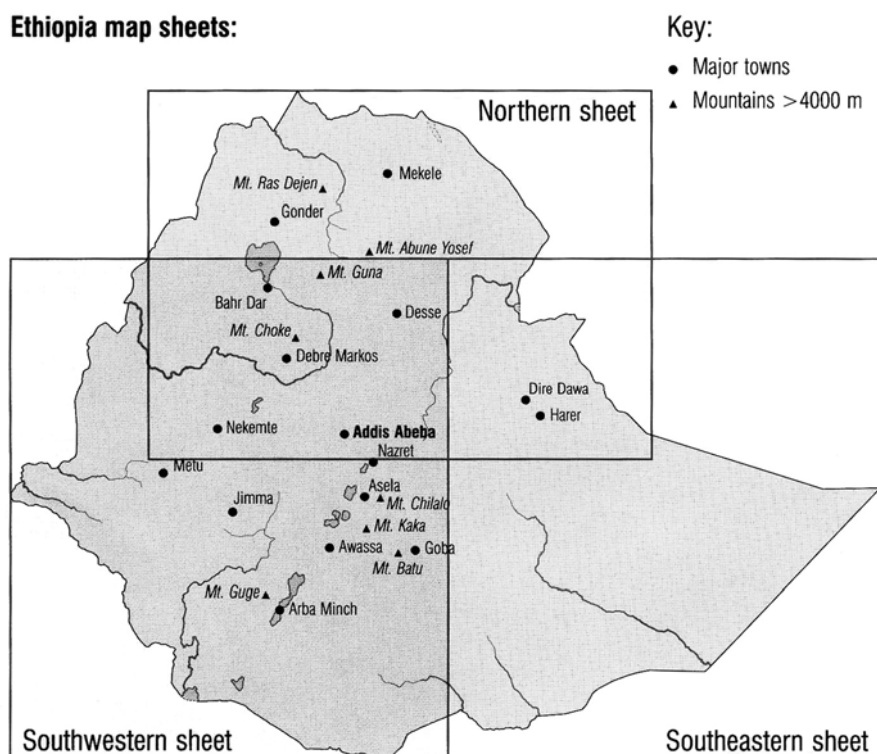 Ethiopia map sheets:
Key:
Major towns
Mountains >4000 m
Northern sheet
Mekele
Mt. Ras Dejen
Gonder
Mt. Abune Yosef
Mt. Guna
Bahr Dar
Desse
Mt. Choke
Debre Markos
Dire Dawa
Harer
Nekemte
Addis Abeba
Nazret
Metu
Asela
Mt. Chilalo
Jimma
Mt. Kaka
Awassa
Goba
Mt. Batu
Mt. Guge
Arba Minch
Southwestern sheet
Southeastern sheet